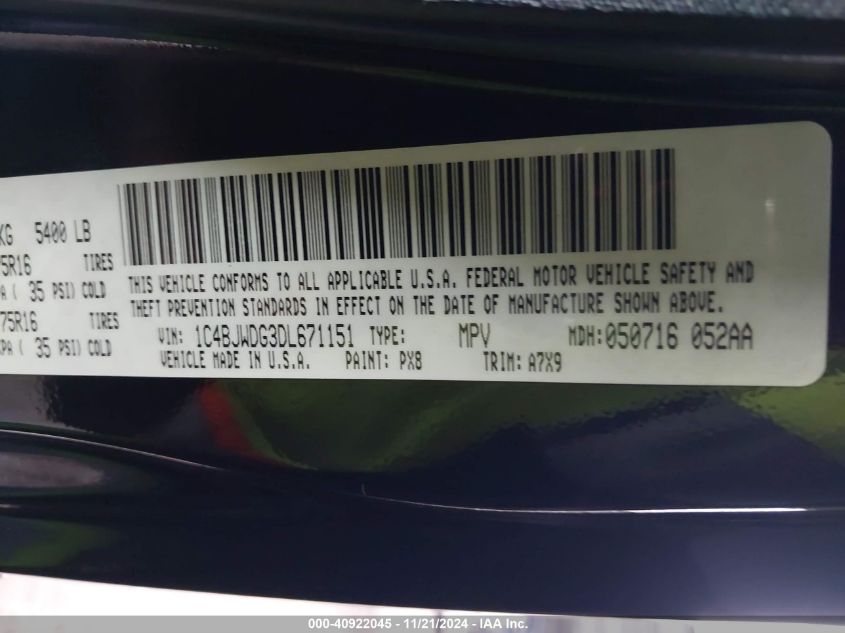 KG 5400 LB
75R16 TIRES
PA ( 35 PSI) COLD
75R16 TIRES
KPA ( 35 PSI) COLD
THIS VEHICLE CONFORMS TO ALL APPLICABLE U.S.A. FEDERAL MOTOR VEHICLE SAFETY AND
THEFT PREVENTION STANDARDS IN EFFECT ON THE DATE OF MANUFACTURE SHOWN ABOVE.
VIN: 1C4BJWDG3DL671151 TYPE: MPV MDH:050716 052AA
VEHICLE MADE IN U.S.A. PAINT: PX8 TRIM: A7X9
000-40922045 - 11/21/2024 - IAA Inc.